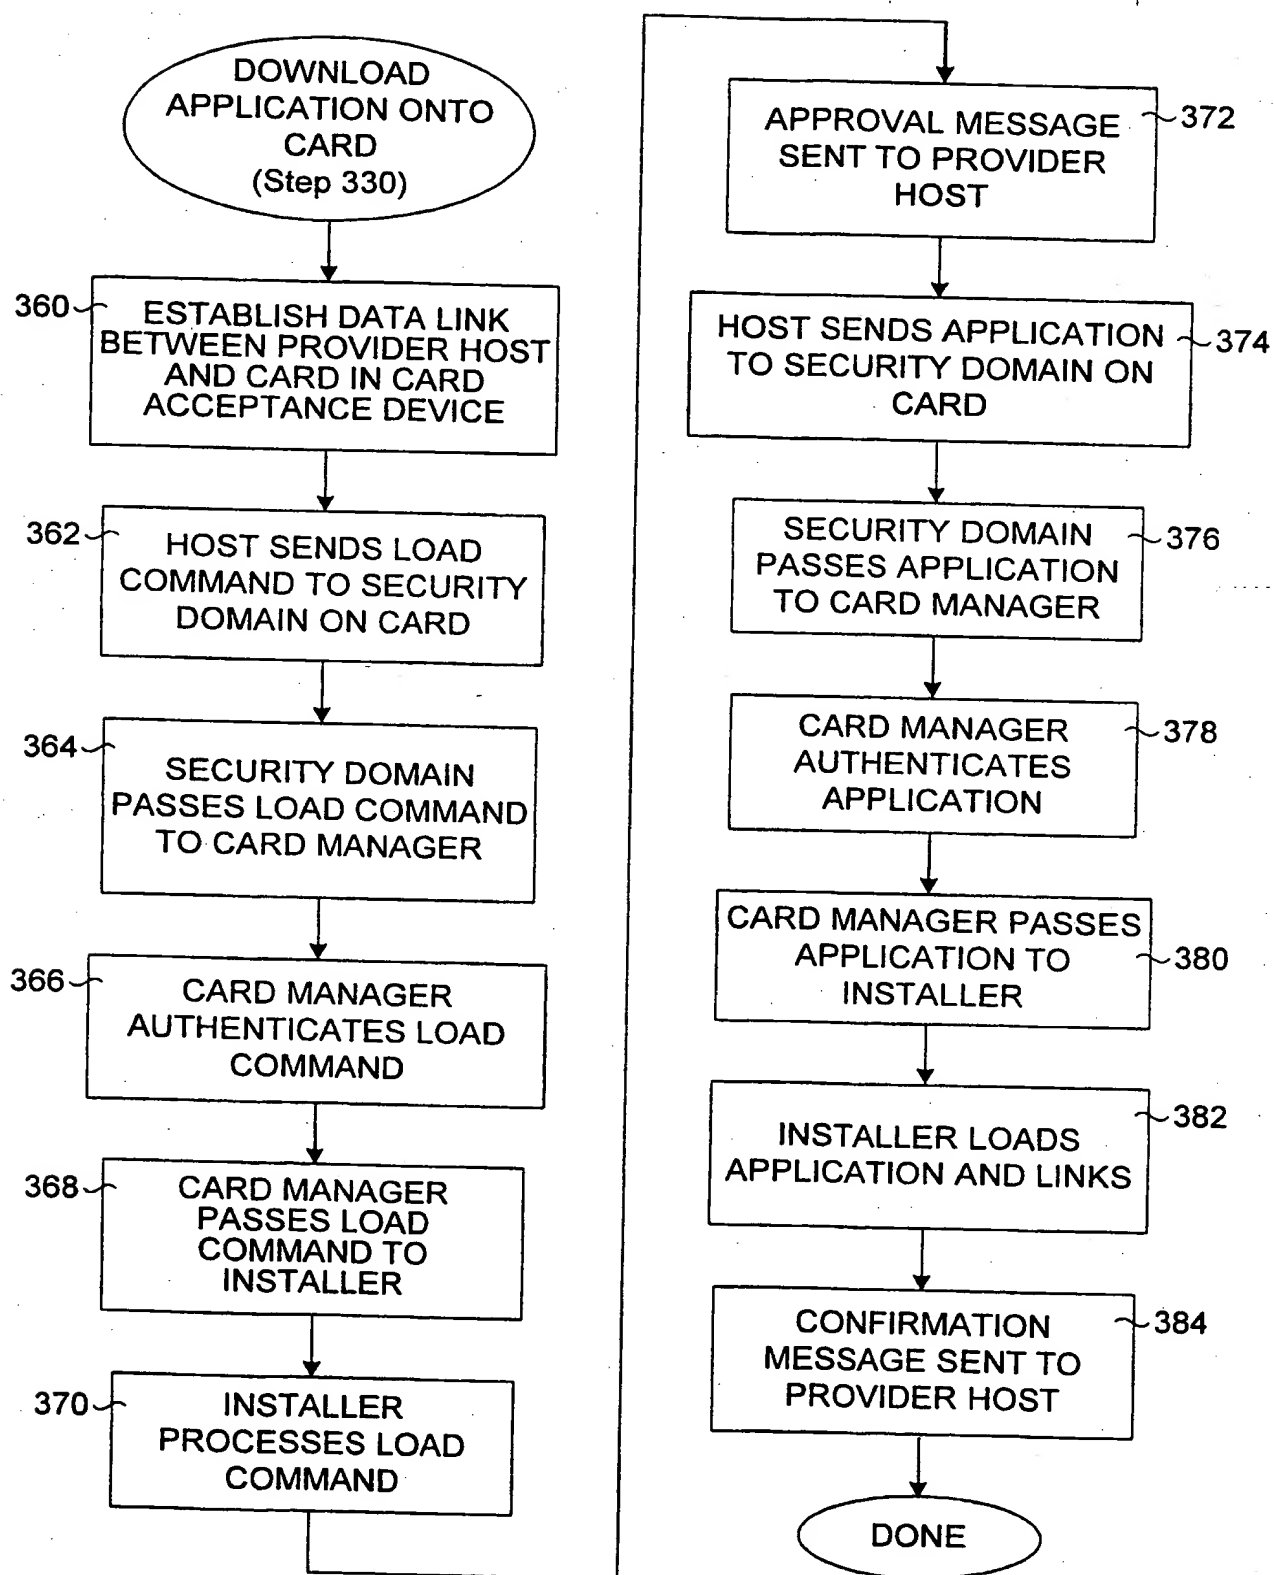 DOWNLOAD
APPLICATION ONTO
CARD
(Step 330)
360
ESTABLISH DATA LINK
BETWEEN PROVIDER HOST
AND CARD IN CARD
ACCEPTANCE DEVICE
362
HOST SENDS LOAD
COMMAND TO SECURITY
DOMAIN ON CARD
364
SECURITY DOMAIN
PASSES LOAD COMMAND
TO CARD MANAGER
366
CARD MANAGER
AUTHENTICATES LOAD
COMMAND
368
CARD MANAGER
PASSES LOAD
COMMAND TO
INSTALLER
370
INSTALLER
PROCESSES LOAD
COMMAND
372
APPROVAL MESSAGE
SENT TO PROVIDER
HOST
374
HOST SENDS APPLICATION
TO SECURITY DOMAIN ON
CARD
376
SECURITY DOMAIN
PASSES APPLICATION
TO CARD MANAGER
378
CARD MANAGER
AUTHENTICATES
APPLICATION
380
CARD MANAGER PASSES
APPLICATION TO
INSTALLER
382
INSTALLER LOADS
APPLICATION AND LINKS
384
CONFIRMATION
MESSAGE SENT TO
PROVIDER HOST
DONE